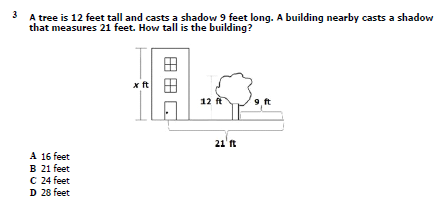 3 A tree is 12 feet tall and casts a shadow 9 feet long. A building nearby casts a shadow
that measures 21 feet. How tall is the building?
x ft
12 ft
9 ft
21 ft
A 16 feet
B 21 feet
C 24 feet
D 28 feet